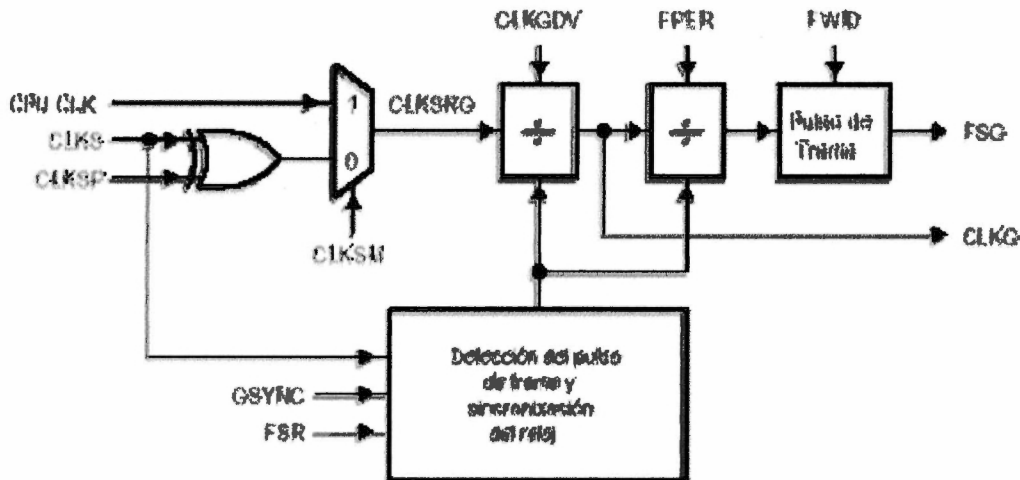 CLKGDV FPER FWID
CPU CLK
1
CLKSRG
÷
÷
Pulso de
Trama
FSG
CLKS
0
CLKSP
CLKG
CLKSM
Detección del pulso
de trama y
sincronización
del reloj
GSYNC
FSR